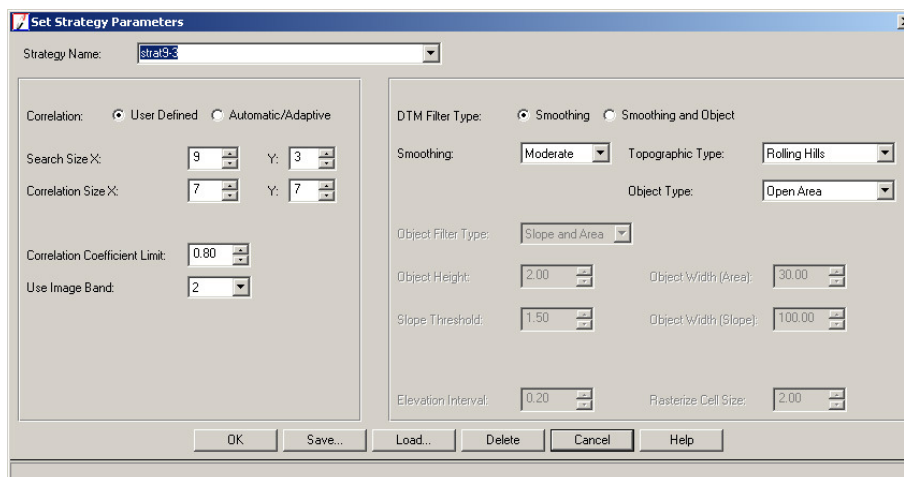 Set Strategy Parameters
Strategy Name: strat9-3
Correlation: User Defined Automatic/Adaptive
Search Size X: 9 Y: 3
Correlation Size X: 7 Y: 7
Correlation Coefficient Limit: 0.80
Use Image Band: 2
DTM Filter Type: Smoothing Smoothing and Object
Smoothing: Moderate Topographic Type: Rolling Hills
Object Type: Open Area
Object Filter Type: Slope and Area
Object Height: 2.00 Object Width (Area): 30.00
Slope Threshold: 1.50 Object Width (Slope): 100.00
Elevation Interval: 0.20 Rasterize Cell Size: 2.00
OK Save... Load... Delete Cancel Help